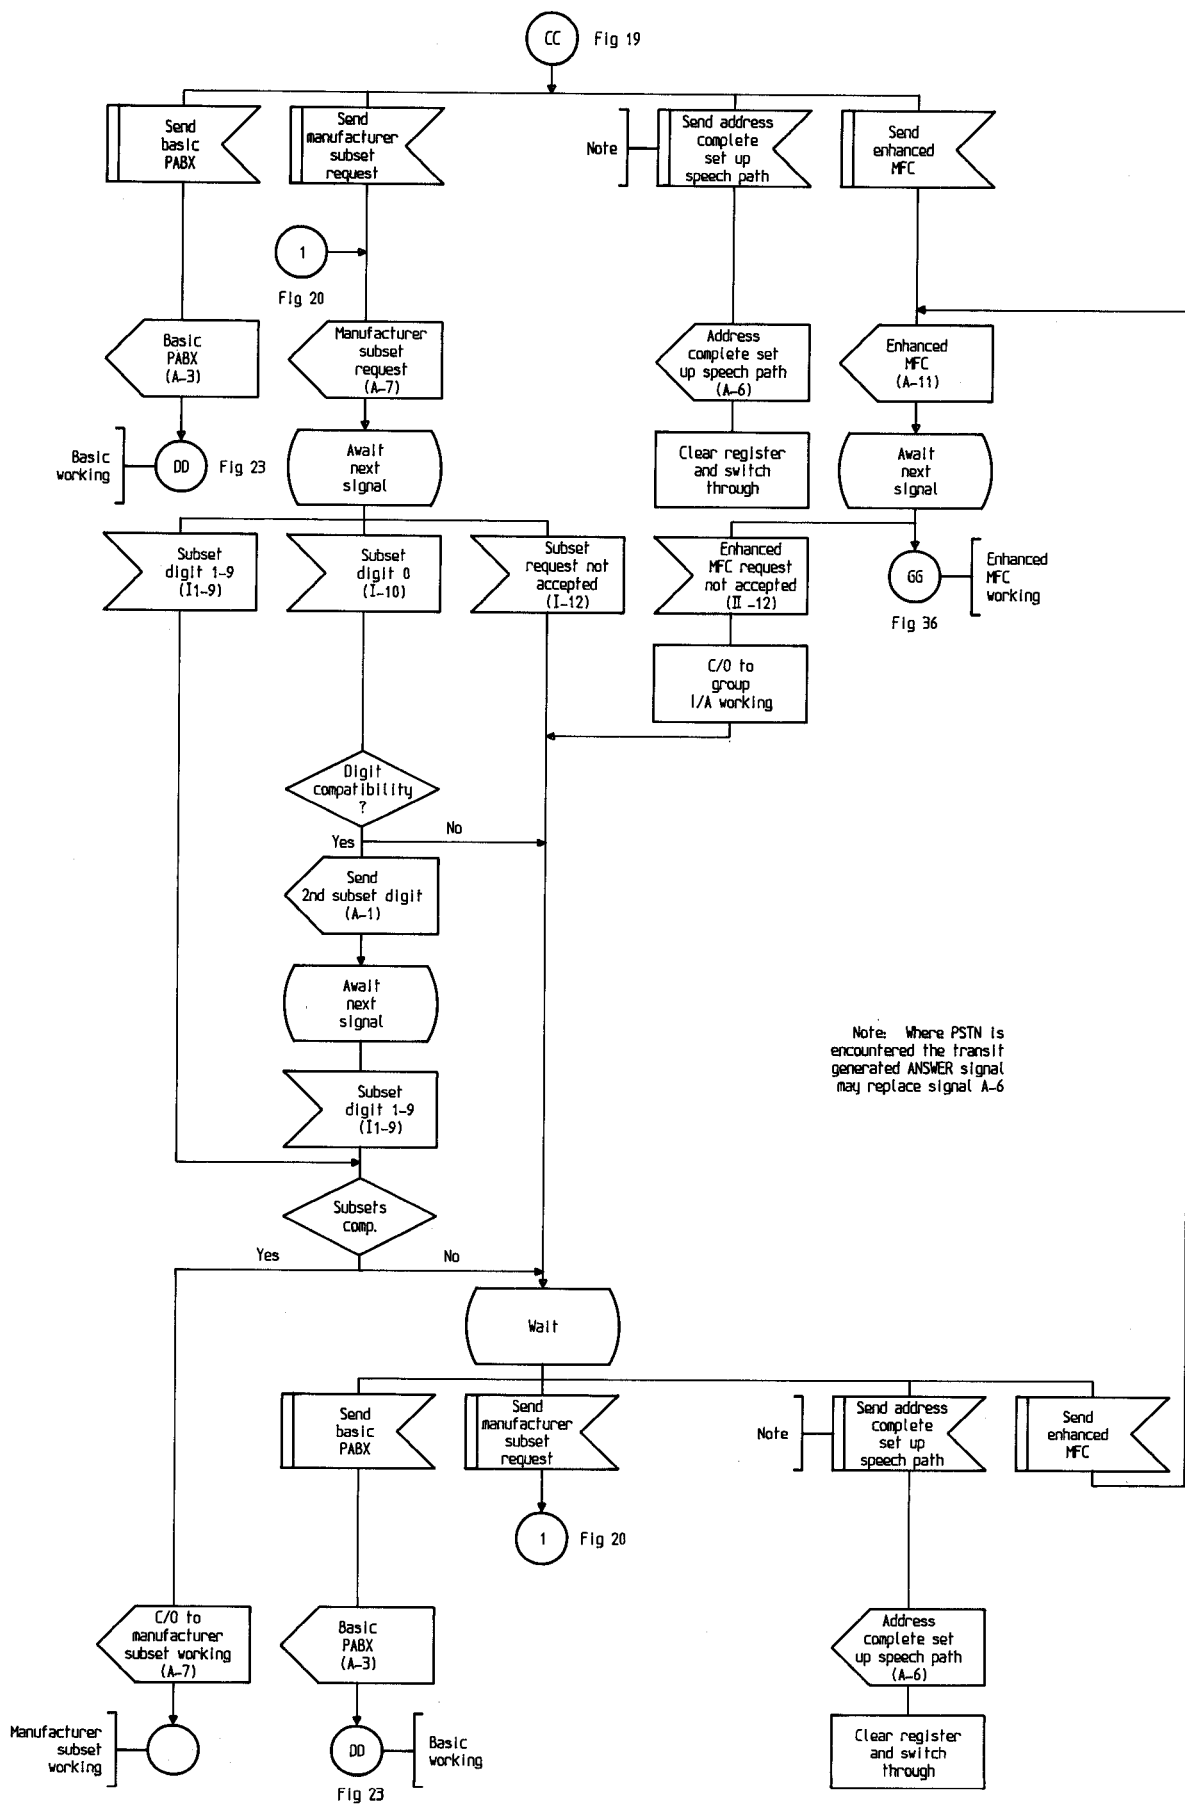 CC
Fig 19
Send
basic
PABX
Send
manufacturer
subset
request
Note
Send address
complete
set up
speech path
Send
enhanced
MFC
1
Fig 20
Basic
PABX
(A-3)
Manufacturer
subset
request
(A-7)
Address
complete set
up speech path
(A-6)
Enhanced
MFC
(A-11)
Basic
working
DD
Fig 23
Await
next
signal
Clear register
and switch
through
Await
next
signal
Subset
digit 1-9
(I1-9)
Subset
digit 0
(I-10)
Subset
request not
accepted
(I-12)
Enhanced
MFC request
not accepted
(II -12)
GG
Enhanced
MFC
working
Fig 36
C/O to
group
I/A working
Digit
compatibility
?
Yes
No
Send
2nd subset digit
(A-1)
Await
next
signal
Note: Where PSTN is
encountered the transit
generated ANSWER signal
may replace signal A-6
Subset
digit 1-9
(I1-9)
Subsets
comp.
Yes
No
Wait
Send
basic
PABX
Send
manufacturer
subset
request
Note
Send address
complete
set up
speech path
Send
enhanced
MFC
1
Fig 20
C/O to
manufacturer
subset working
(A-7)
Basic
PABX
(A-3)
Address
complete set
up speech path
(A-6)
Manufacturer
subset
working
DD
Basic
working
Fig 23
Clear register
and switch
through